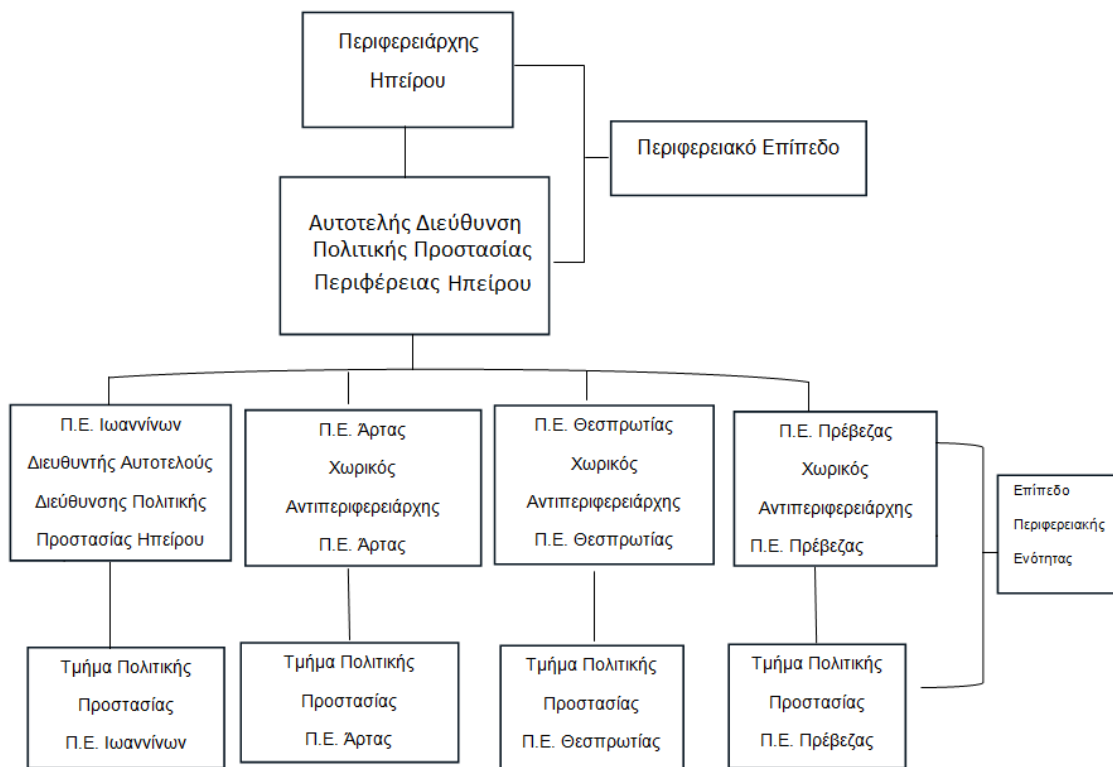 Περιφερειάρχης
Ηπείρου
Περιφερειακό Επίπεδο
Αυτοτελής Διεύθυνση
Πολιτικής Προστασίας
Περιφέρειας Ηπείρου
Π.Ε. Ιωαννίνων
Διευθυντής Αυτοτελούς
Διεύθυνσης Πολιτικής
Προστασίας Ηπείρου
Π.Ε. Άρτας
Χωρικός
Αντιπεριφερειάρχης
Π.Ε. Άρτας
Π.Ε. Θεσπρωτίας
Χωρικός
Αντιπεριφερειάρχης
Π.Ε. Θεσπρωτίας
Π.Ε. Πρέβεζας
Χωρικός
Αντιπεριφερειάρχης
Π.Ε. Πρέβεζας
Επίπεδο
Περιφερειακής
Ενότητας
Τμήμα Πολιτικής
Προστασίας
Π.Ε. Ιωαννίνων
Τμήμα Πολιτικής
Προστασίας
Π.Ε. Άρτας
Τμήμα Πολιτικής
Προστασίας
Π.Ε. Θεσπρωτίας
Τμήμα Πολιτικής
Προστασίας
Π.Ε. Πρέβεζας